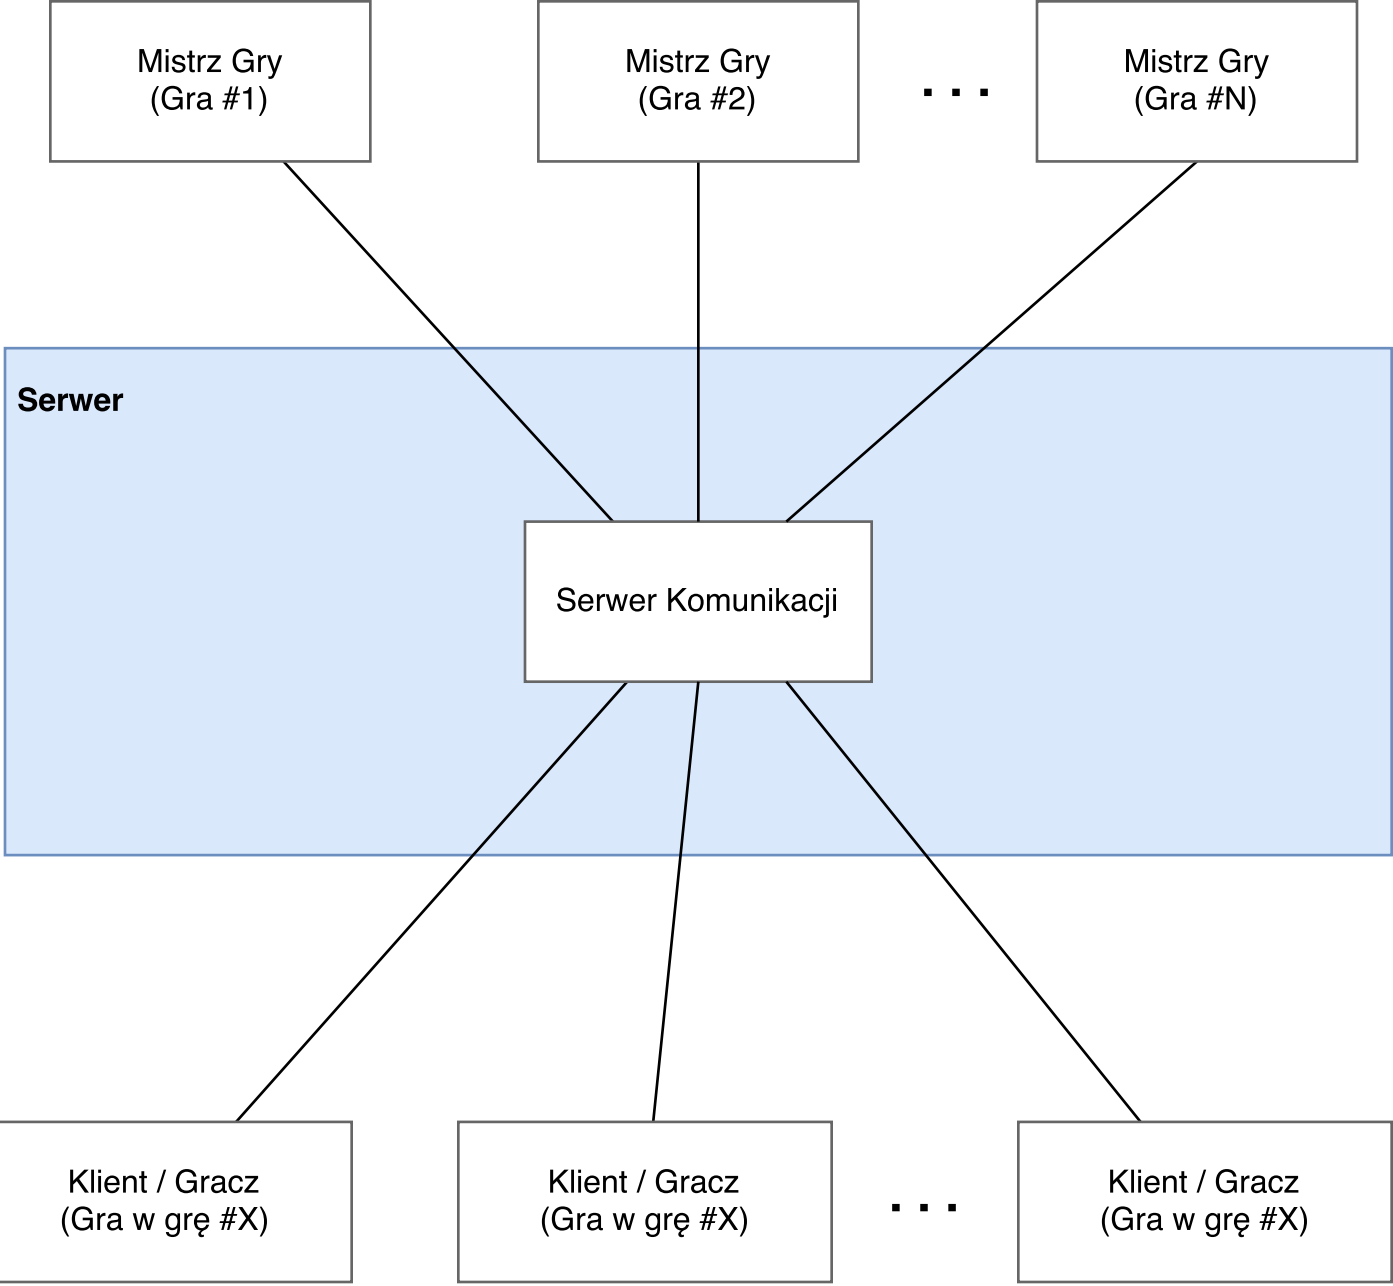 Mistrz Gry
(Gra #1)
Mistrz Gry
(Gra #2)
. . .
Mistrz Gry
(Gra #N)
Serwer
Serwer Komunikacji
Klient / Gracz
(Gra w grę #X)
Klient / Gracz
(Gra w grę #X)
. . .
Klient / Gracz
(Gra w grę #X)